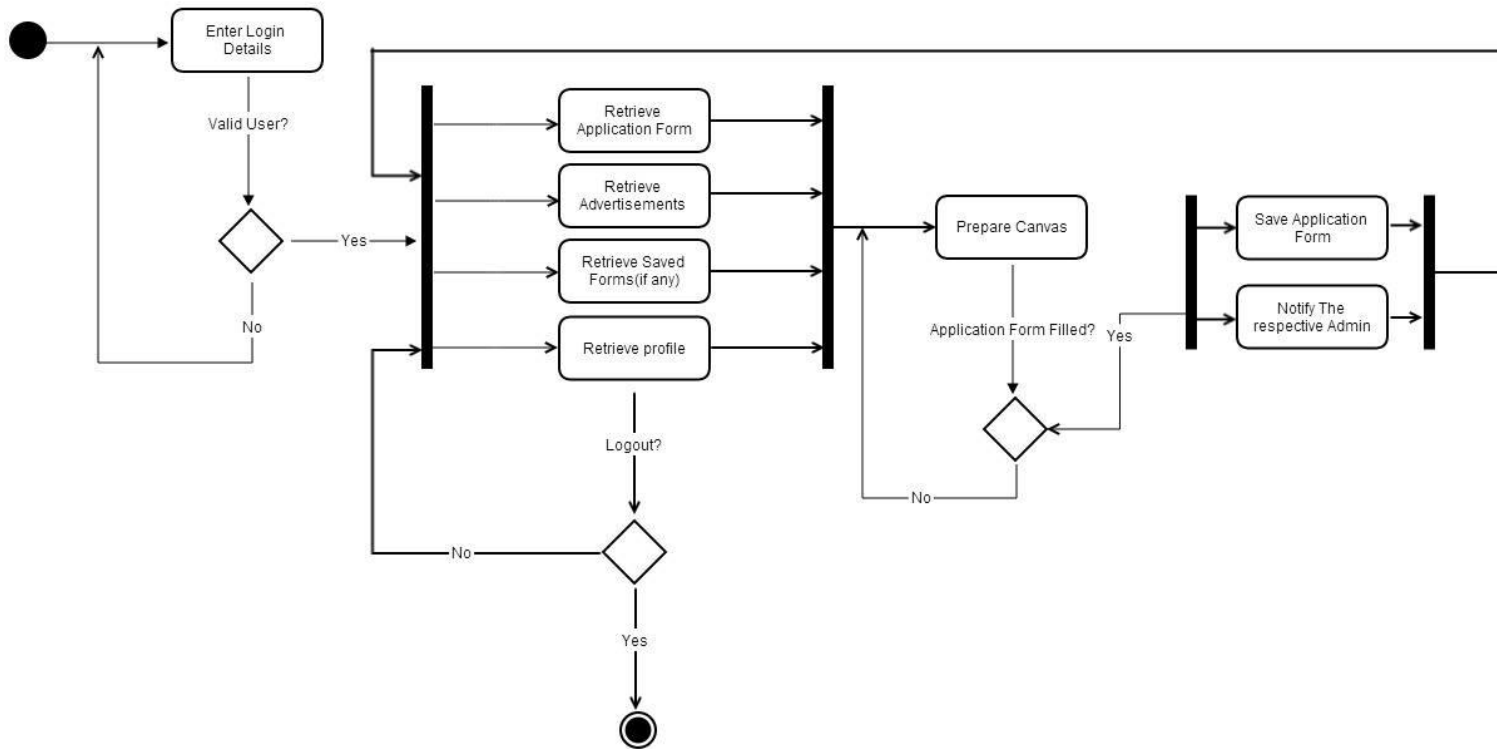 Enter Login
Details
Valid User?
Yes
No
Retrieve
Application Form
Retrieve
Advertisements
Retrieve Saved
Forms(if any)
Retrieve profile
Logout?
No
Yes
Prepare Canvas
Application Form Filled?
Yes
No
Save Application
Form
Notify The
respective Admin